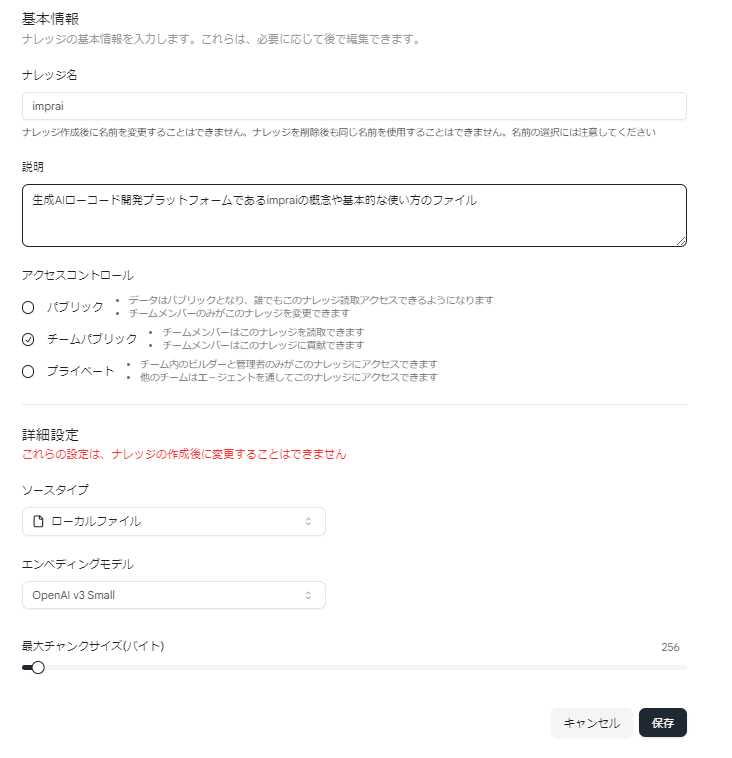 基本情報
ナレッジの基本情報を入力します。これらは、必要に応じて後で編集できます。
ナレッジ名
imprai
ナレッジ作成後に名前を変更することはできません。ナレッジを削除後も同じ名前を使用することはできません。名前の選択には注意してください
説明
生成AIローコード開発プラットフォームであるimpraiの概念や基本的な使い方のファイル
アクセスコントロール
パブリック
• データはパブリックとなり、誰でもこのナレッジ読取アクセスできるようになります
• チームメンバーのみがこのナレッジを変更できます
チームパブリック
• チームメンバーはこのナレッジを読取できます
• チームメンバーはこのナレッジに貢献できます
プライベート
• チーム内のビルダーと管理者のみがこのナレッジにアクセスできます
• 他のチームはエージェントを通してこのナレッジにアクセスできます
詳細設定
これらの設定は、ナレッジの作成後に変更することはできません
ソースタイプ
ローカルファイル
エンベディングモデル
OpenAI v3 Small
最大チャンクサイズ(バイト) 256
キャンセル 保存